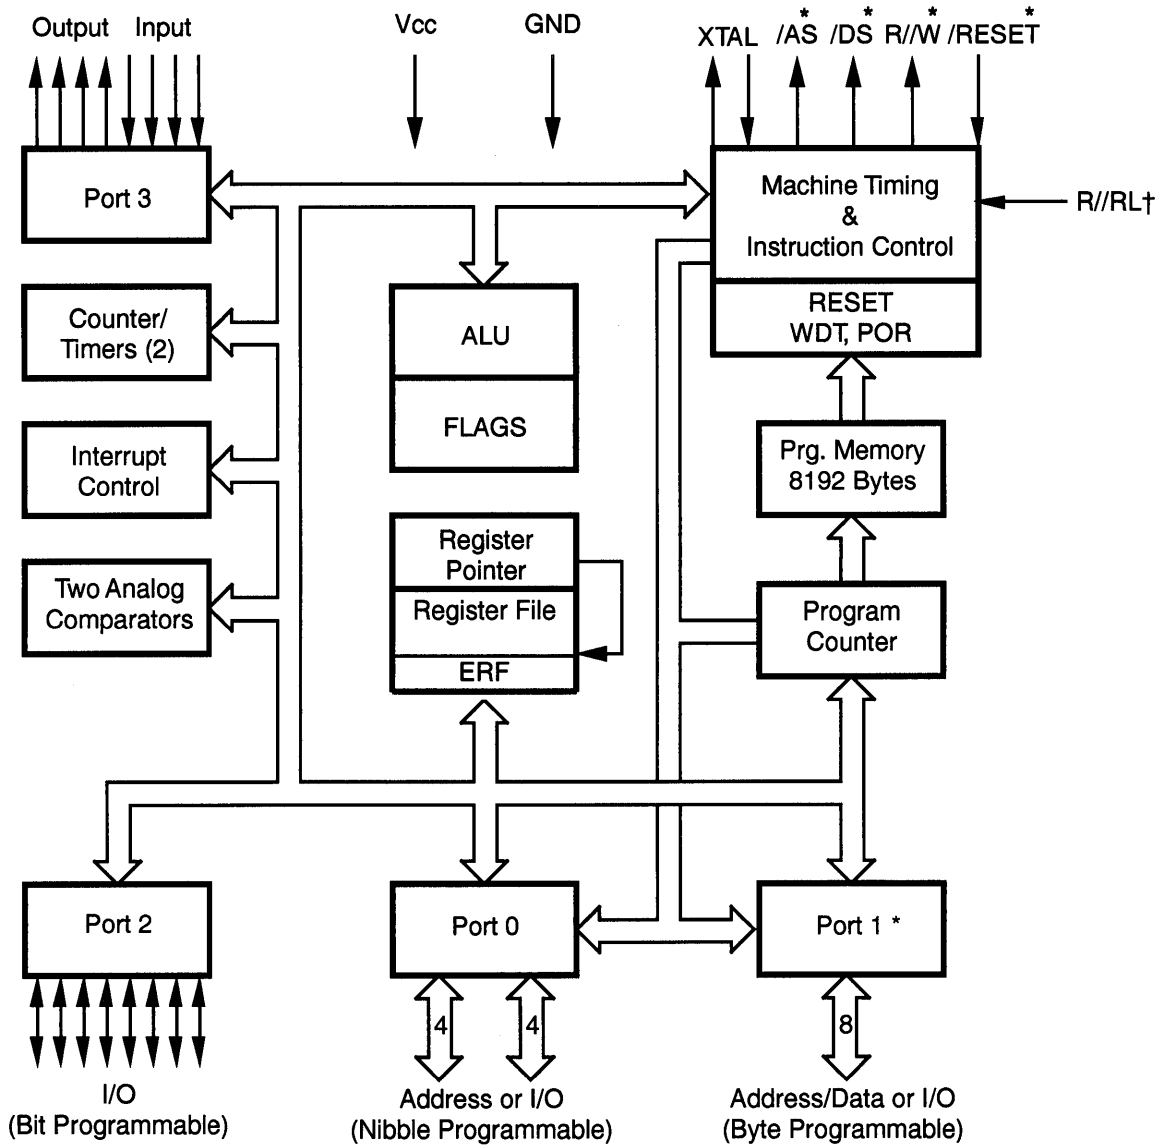 Output Input
Vcc
GND
XTAL /AS* /DS* R//W* /RESET*
Port 3
Machine Timing
&
Instruction Control
R//RL†
RESET
WDT, POR
Counter/
Timers (2)
ALU
FLAGS
Interrupt
Control
Prg. Memory
8192 Bytes
Two Analog
Comparators
Register
Pointer
Register File
ERF
Program
Counter
Port 2
Port 0
Port 1 *
4
4
8
I/O
(Bit Programmable)
Address or I/O
(Nibble Programmable)
Address/Data or I/O
(Byte Programmable)